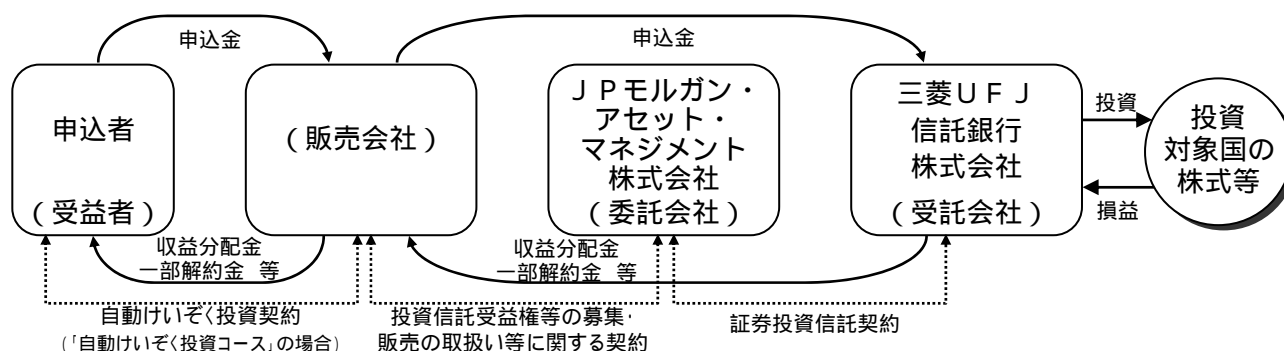 申込金
申込金
申込者
(受益者)
(販売会社)
JPモルガン・
アセット・
マネジメント
株式会社
(委託会社)
三菱UFJ
信託銀行
株式会社
(受託会社)
投資
損益
投資
対象国の
株式等
収益分配金
一部解約金 等
収益分配金
一部解約金 等
自動けいぞく投資契約
(「自動けいぞく投資コース」の場合)
投資信託受益権等の募集・
販売の取扱い等に関する契約
証券投資信託契約